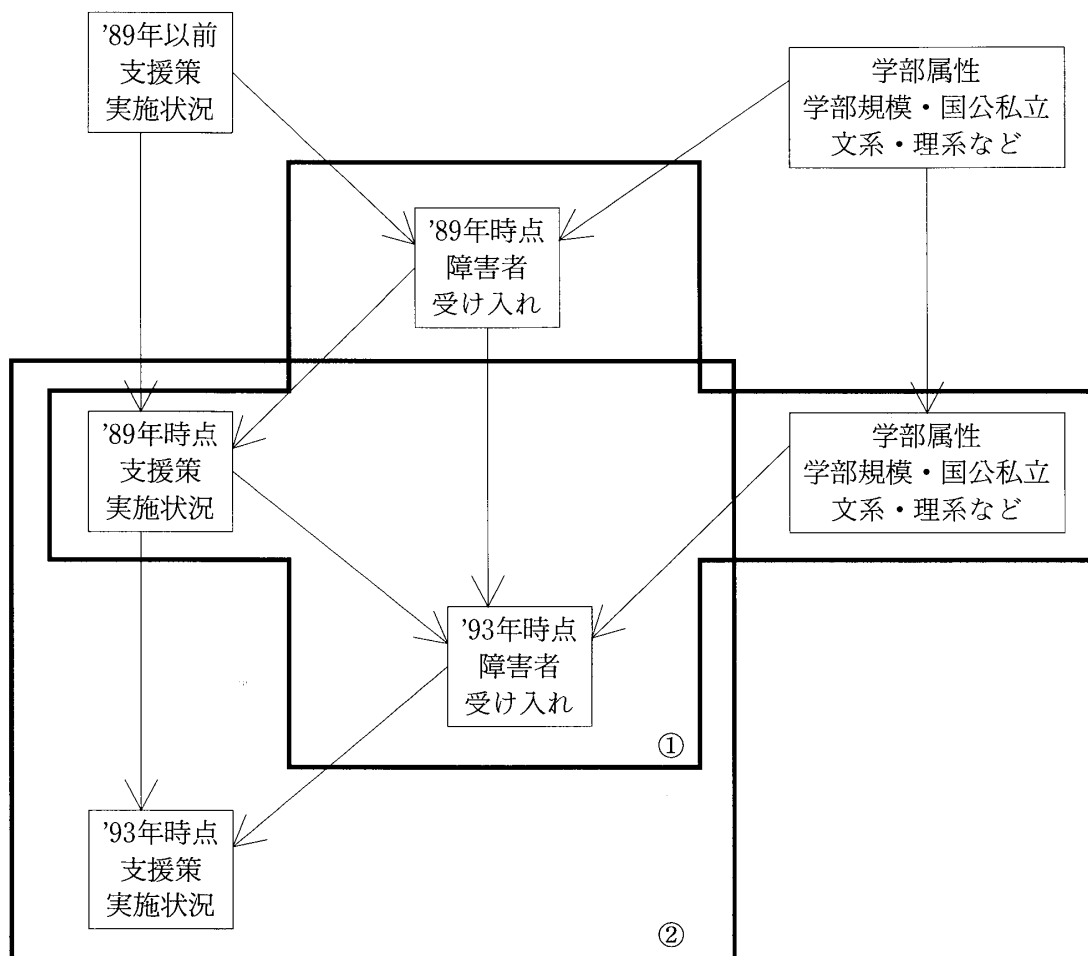 ’89年以前
支援策
実施状況
学部属性
学部規模・国公私立
文系・理系など
’89年時点
障害者
受け入れ
’89年時点
支援策
実施状況
学部属性
学部規模・国公私立
文系・理系など
’93年時点
障害者
受け入れ
①
’93年時点
支援策
実施状況
②